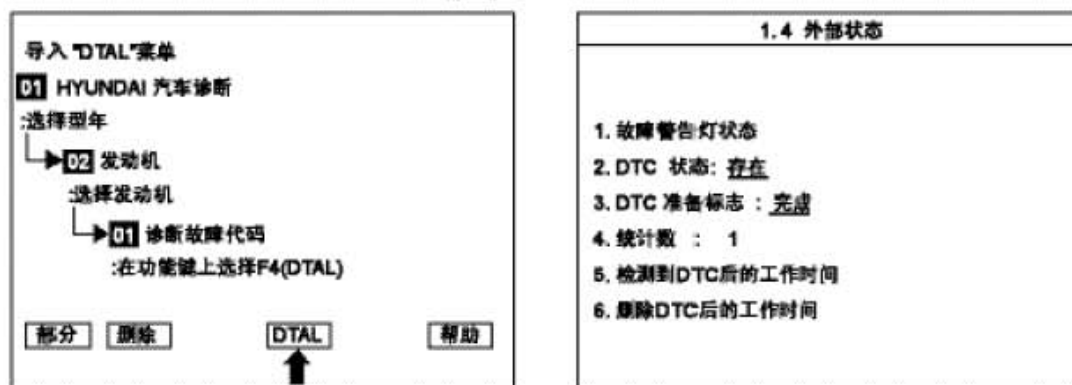 导入"DTAL"菜单
01 HYUNDAI 汽车诊断
:选择型年
02 发动机
:选择发动机
01 诊断故障代码
:在功能键上选择F4(DTAL)
部分 删除 DTAL 帮助
1.4 外部状态
1. 故障警告灯状态
2. DTC 状态: 存在
3. DTC 准备标志 : 完成
4. 统计数 : 1
5. 检测到DTC后的工作时间
6. 删除DTC后的工作时间